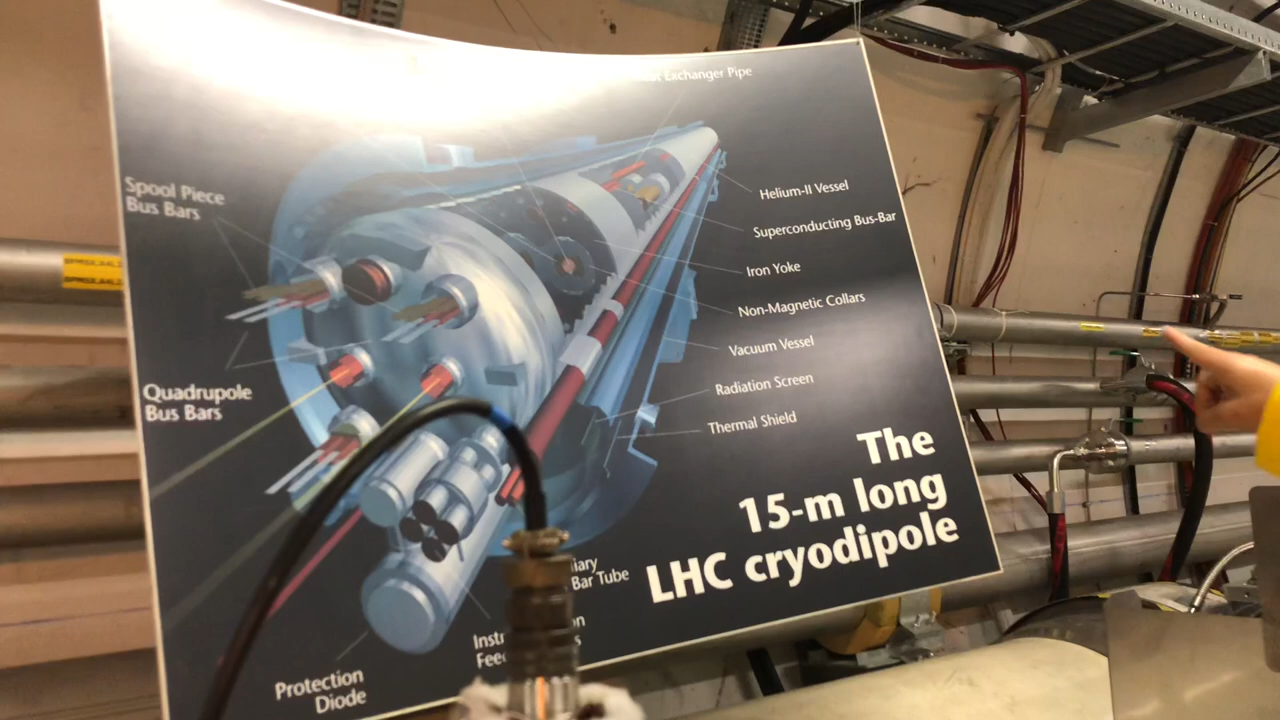 Exchanger Pipe
Spool Piece
Bus Bars
Helium-II Vessel
Superconducting Bus-Bar
Iron Yoke
Non-Magnetic Collars
Vacuum Vessel
Radiation Screen
Thermal Shield
Quadrupole
Bus Bars
The
15-m long
LHC cryodipole
Bar Tube
Protection
Diode